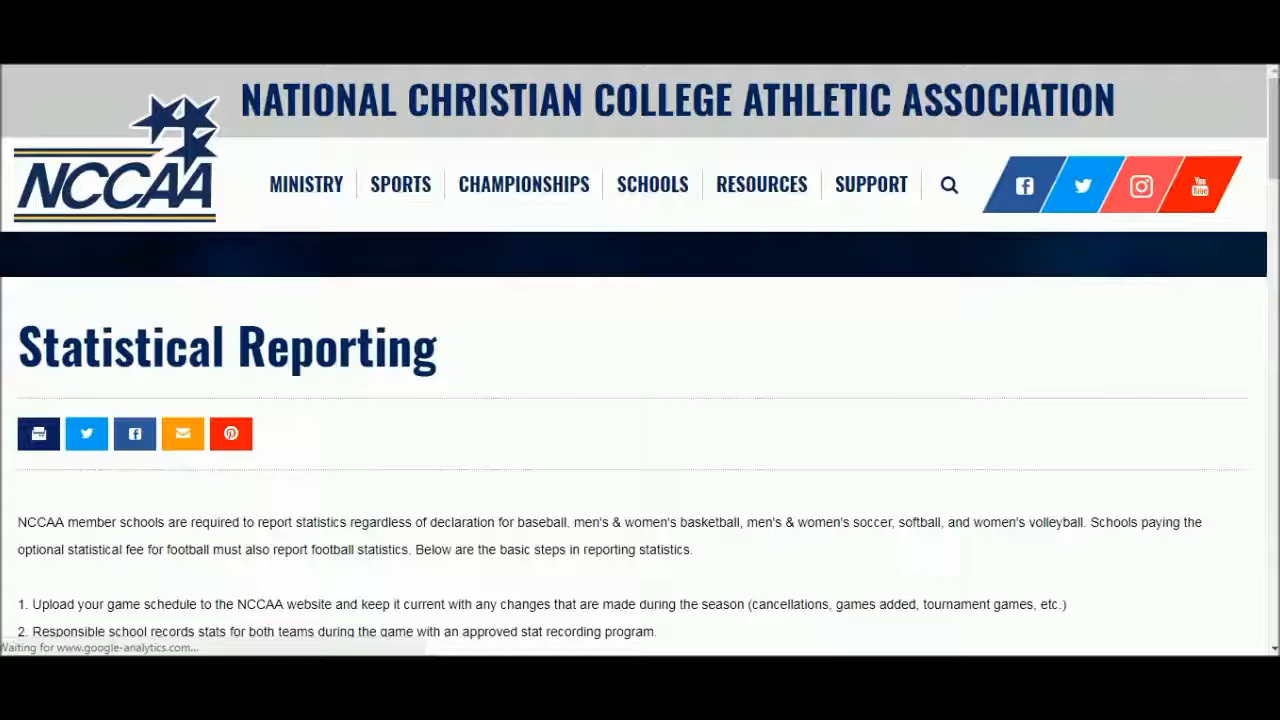 NATIONAL CHRISTIAN COLLEGE ATHLETIC ASSOCIATION
NCCAA
MINISTRY SPORTS CHAMPIONSHIPS SCHOOLS RESOURCES SUPPORT
You Tube
Statistical Reporting
NCCAA member schools are required to report statistics regardless of declaration for baseball, men's & women's basketball, men's & women's soccer, softball, and women's volleyball. Schools paying the
optional statistical fee for football must also report football statistics. Below are the basic steps in reporting statistics.
1. Upload your game schedule to the NCCAA website and keep it current with any changes that are made during the season (cancellations, games added, tournament games, etc.)
2. Responsible school records stats for both teams during the game with an approved stat recording program.
Waiting for www.google-analytics.com...